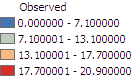 Observed
0.000000 - 7.100000
7.100001 - 13.100000
13.100001 - 17.700000
17.700001 - 20.900000